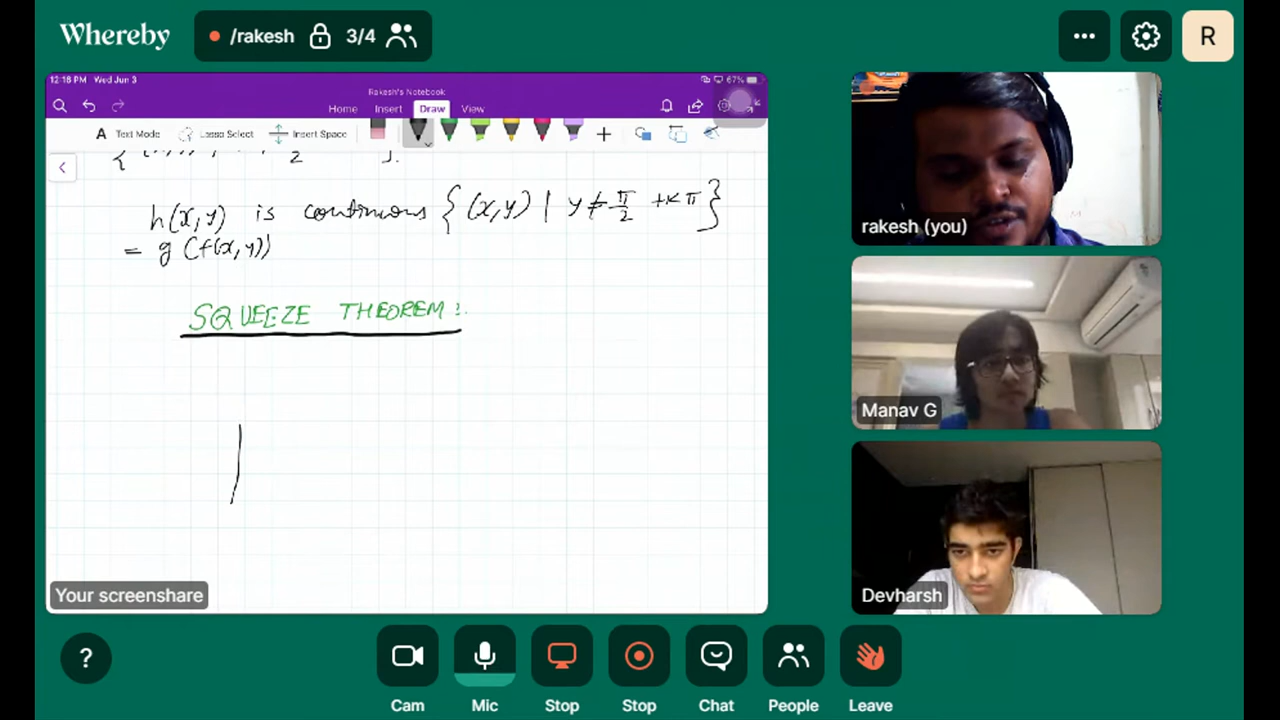 Whereby
/rakesh 3/4
R
12:18 PM Wed Jun 3
67%
Rakesh's Notebook
Home Insert Draw View
A Text Mode Lasso Select Insert Space
2
h(x,y) is continuous {(x,y) | y ≠ π/2 + kπ}
= g(f(x,y))
SQUEEZE THEOREM :
Your screenshare
rakesh (you)
Manav G
Devharsh
?
Cam Mic Stop Stop Chat People Leave